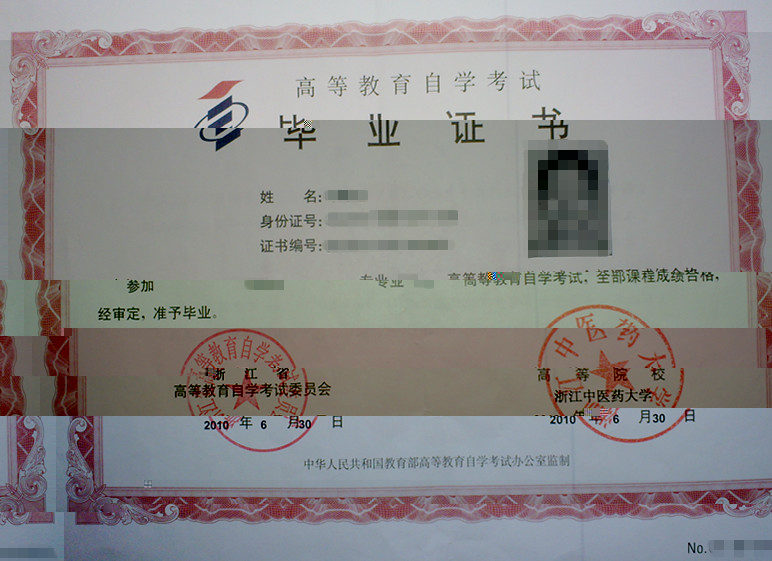 高等教育自学考试
毕业证书
姓 名:
身份证号:
证书编号:
参加 专业 高等教育自学考试，全部课程成绩合格，
经审定，准予毕业。
浙江省
高等教育自学考试委员会
2010 年 6 月 30 日
高等院校
浙江中医药大学
2010 年 6 月 30 日
中华人民共和国教育部高等教育自学考试办公室监制
No.